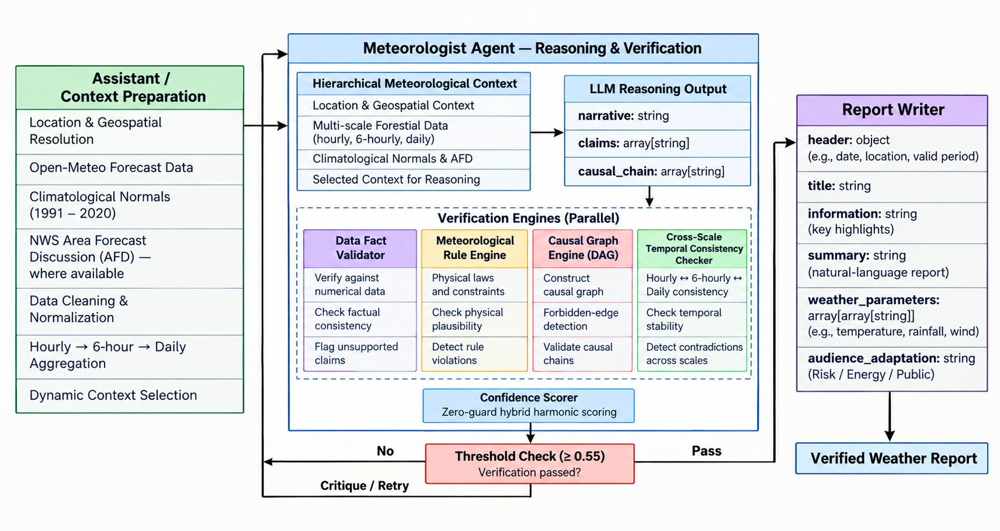 Assistant /
Context Preparation
Location & Geospatial
Resolution
Open-Meteo Forecast Data
Climatological Normals
(1991 – 2020)
NWS Area Forecast
Discussion (AFD) —
where available
Data Cleaning &
Normalization
Hourly → 6-hour → Daily
Aggregation
Dynamic Context Selection
Meteorologist Agent — Reasoning & Verification
Hierarchical Meteorological Context
Location & Geospatial Context
Multi-scale Forestial Data
(hourly, 6-hourly, daily)
Climatological Normals & AFD
Selected Context for Reasoning
LLM Reasoning Output
narrative: string
claims: array[string]
causal_chain: array[string]
Verification Engines (Parallel)
Data Fact
Validator
Verify against
numerical data
Check factual
consistency
Flag unsupported
claims
Meteorological
Rule Engine
Physical laws
and constraints
Check physical
plausibility
Detect rule
violations
Causal Graph
Engine (DAG)
Construct
causal graph
Forbidden-edge
detection
Validate causal
chains
Cross-Scale
Temporal Consistency
Checker
Hourly ↔ 6-hourly ↔
Daily consistency
Check temporal
stability
Detect contradictions
across scales
Confidence Scorer
Zero-guard hybrid harmonic scoring
Threshold Check (≥ 0.55)
Verification passed?
No
Critique / Retry
Pass
Report Writer
header: object
(e.g., date, location, valid period)
title: string
information: string
(key highlights)
summary: string
(natural-language report)
weather_parameters:
array[array[string]]
(e.g., temperature, rainfall, wind)
audience_adaptation: string
(Risk / Energy / Public)
Verified Weather Report